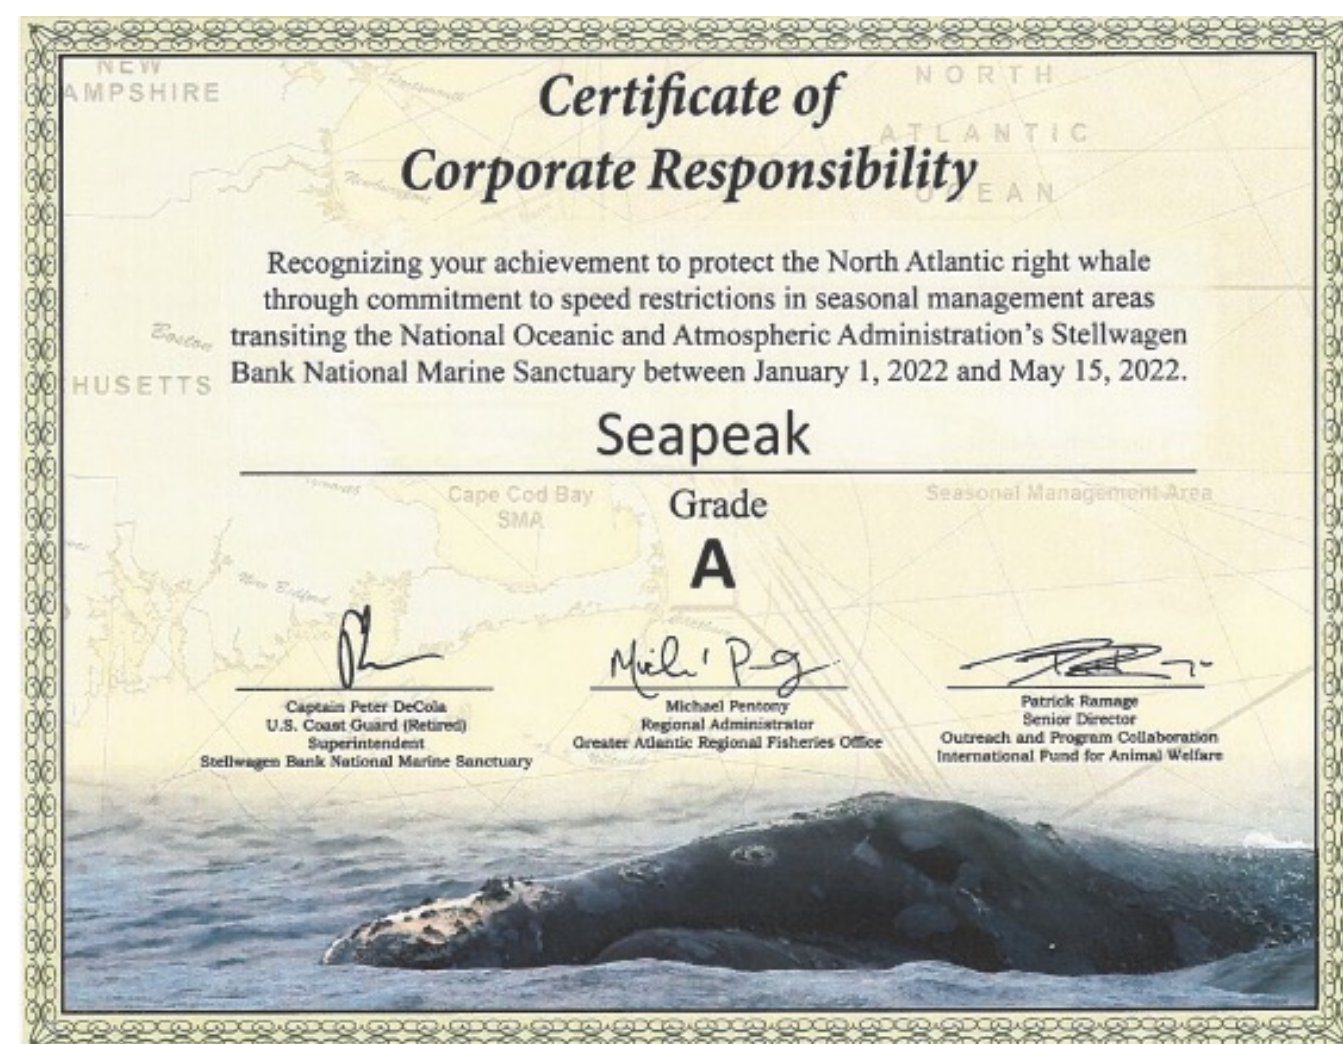 NEW
AMPSHIRE
NORTH
ATLANTIC
OCEAN
Certificate of
Corporate Responsibility
Recognizing your achievement to protect the North Atlantic right whale
through commitment to speed restrictions in seasonal management areas
Boston
transiting the National Oceanic and Atmospheric Administration's Stellwagen
HUSETTS
Bank National Marine Sanctuary between January 1, 2022 and May 15, 2022.
Seapeak
Cape Cod Bay
SMA
Seasonal Management Area
Grade
A
New Bedford
Captain Peter DeCola
U.S. Coast Guard (Retired)
Superintendent
Stellwagen Bank National Marine Sanctuary
Michael Pentony
Regional Administrator
Greater Atlantic Regional Fisheries Office
Patrick Ramage
Senior Director
Outreach and Program Collaboration
International Fund for Animal Welfare